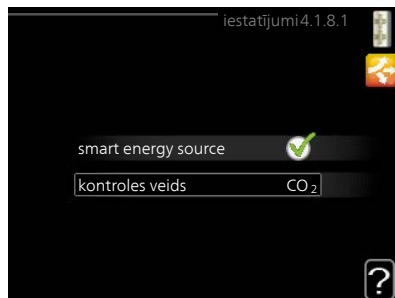 iestatījumi 4.1.8.1
smart energy source
kontroles veids CO₂
?